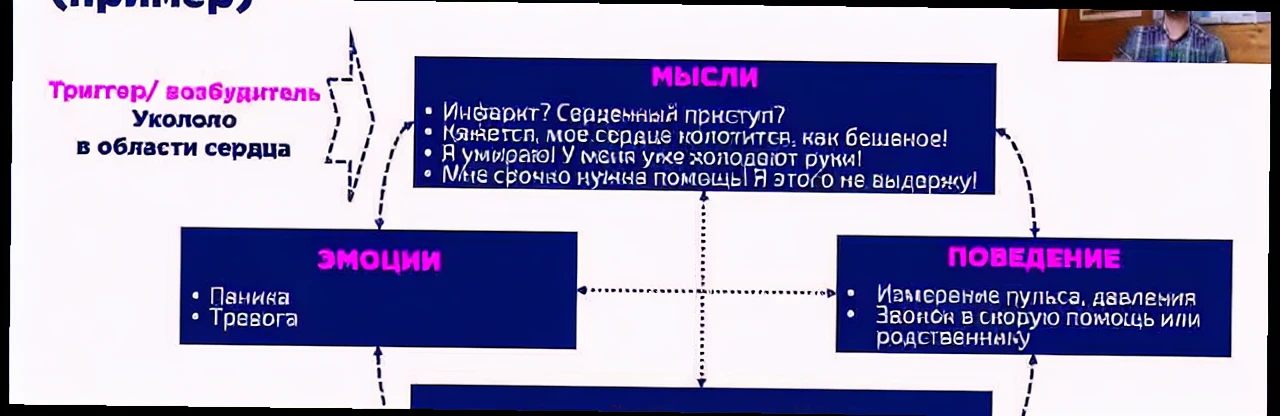 (пример)
Триггер/ возбудитель
Укололо
в области сердца
МЫСЛИ
• Инфаркт? Сердечный приступ?
• Кажется, мое сердце колотится, как бешеное!
• Я умираю! У меня уже холодеют руки!
• Мне срочно нужна помощь! Я этого не выдержу!
ЭМОЦИИ
• Паника
• Тревога
ПОВЕДЕНИЕ
• Измерение пульса, давления
• Звонок в скорую помощь или
родственнику